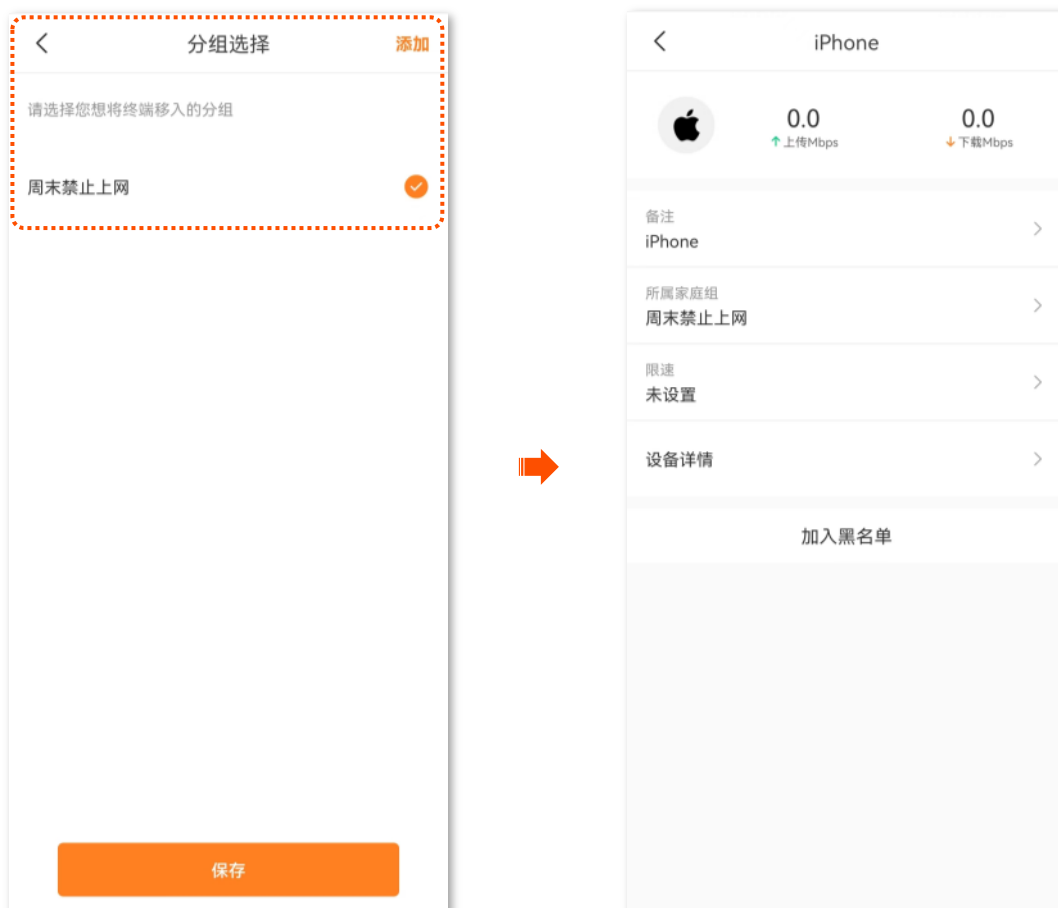 分组选择
添加
请选择您想将终端移入的分组
周末禁止上网
保存
iPhone
0.0
上传Mbps
0.0
下载Mbps
备注
iPhone
所属家庭组
周末禁止上网
限速
未设置
设备详情
加入黑名单